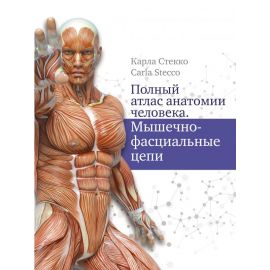 Карла Стекко
Carla Stecco
Полный
атлас анатомии
человека.
Мышечно-
фасциальные
цепи